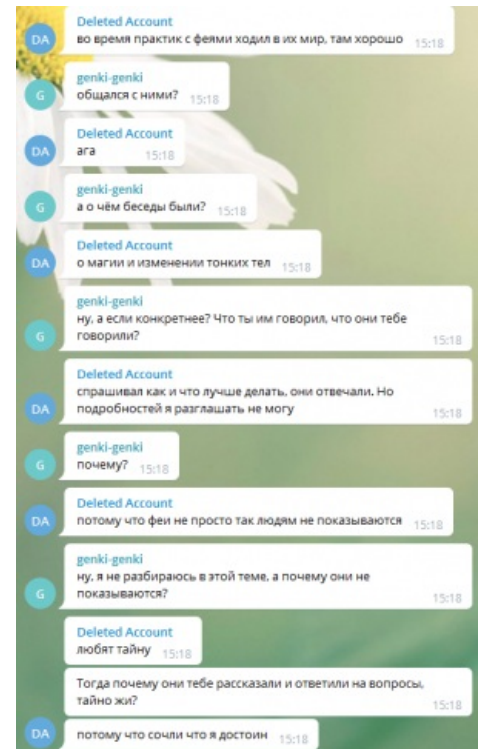 Deleted Account
DA
во время практик с феями ходил в их мир, там хорошо 15:18
genki-genki
G
общался с ними? 15:18
Deleted Account
DA
ага 15:18
genki-genki
G
а о чём беседы были? 15:18
Deleted Account
DA
о магии и изменении тонких тел 15:18
genki-genki
ну, а если конкретнее? Что ты им говорил, что они тебе
G
говорили? 15:18
Deleted Account
спрашивал как и что лучше делать, они отвечали. Но
DA
подробностей я разглашать не могу 15:18
genki-genki
G
почему? 15:18
Deleted Account
DA
потому что феи не просто так людям не показываются 15:18
genki-genki
ну, я не разбираюсь в этой теме, а почему они не
G
показываются? 15:18
Deleted Account
любят тайну 15:18
Тогда почему они тебе рассказали и ответили на вопросы,
тайно жи? 15:18
DA
потому что сочли что я достоин 15:18